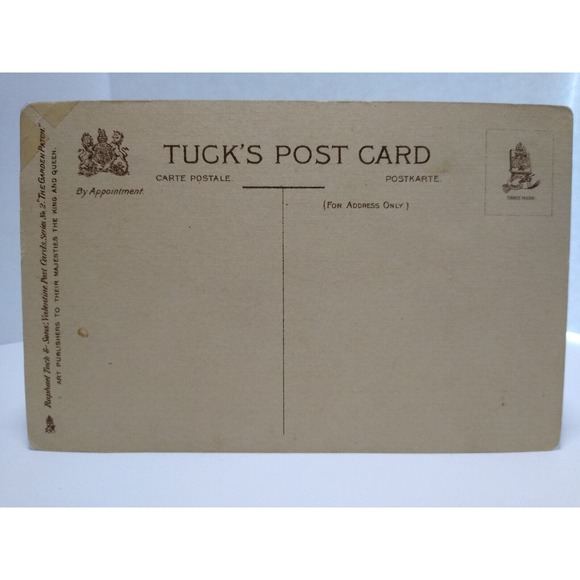 TUCK'S POST CARD
CARTE POSTALE.
POSTKARTE.
By Appointment.
(FOR ADDRESS ONLY)
Raphael Tuck & Sons' Valentine Post Cards, Series No 2. "THE GARDEN PATCH."
ART PUBLISHERS TO THEIR MAJESTIES THE KING AND QUEEN.